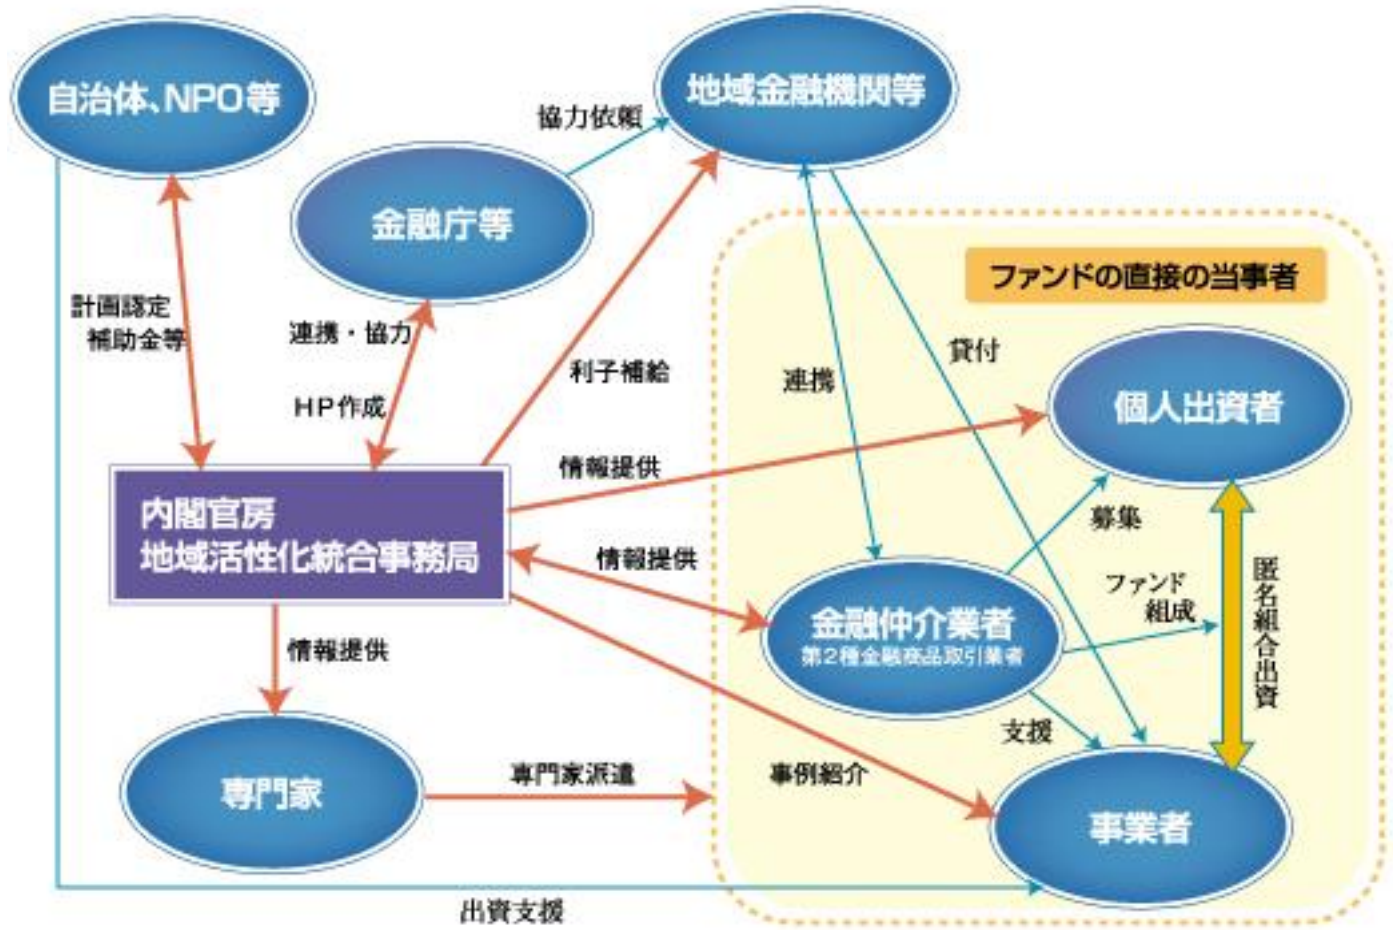 自治体、NPO等
地域金融機関等
協力依頼
金融庁等
ファンドの直接の当事者
計画認定
補助金等
連携・協力
HP作成
利子補給
連携
貸付
個人出資者
情報提供
内閣官房
地域活性化統合事務局
募集
情報提供
ファンド
組成
匿名組合出資
金融仲介業者
第2種金融商品取引業者
情報提供
支援
専門家
専門家派遣
事例紹介
事業者
出資支援